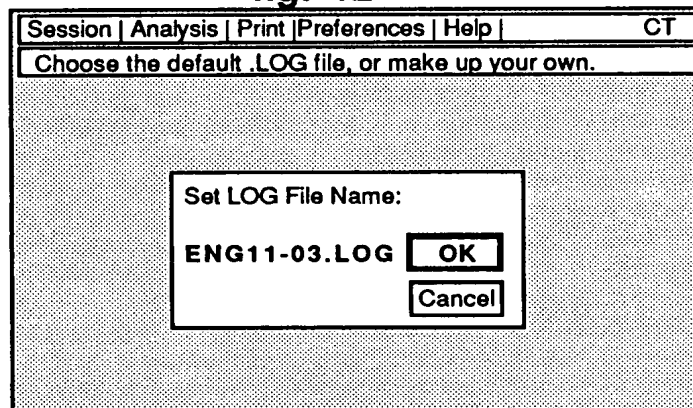 Session | Analysis | Print |Preferences | Help | CT
Choose the default .LOG file, or make up your own.
Set LOG File Name:
ENG11-03.LOG OK
Cancel